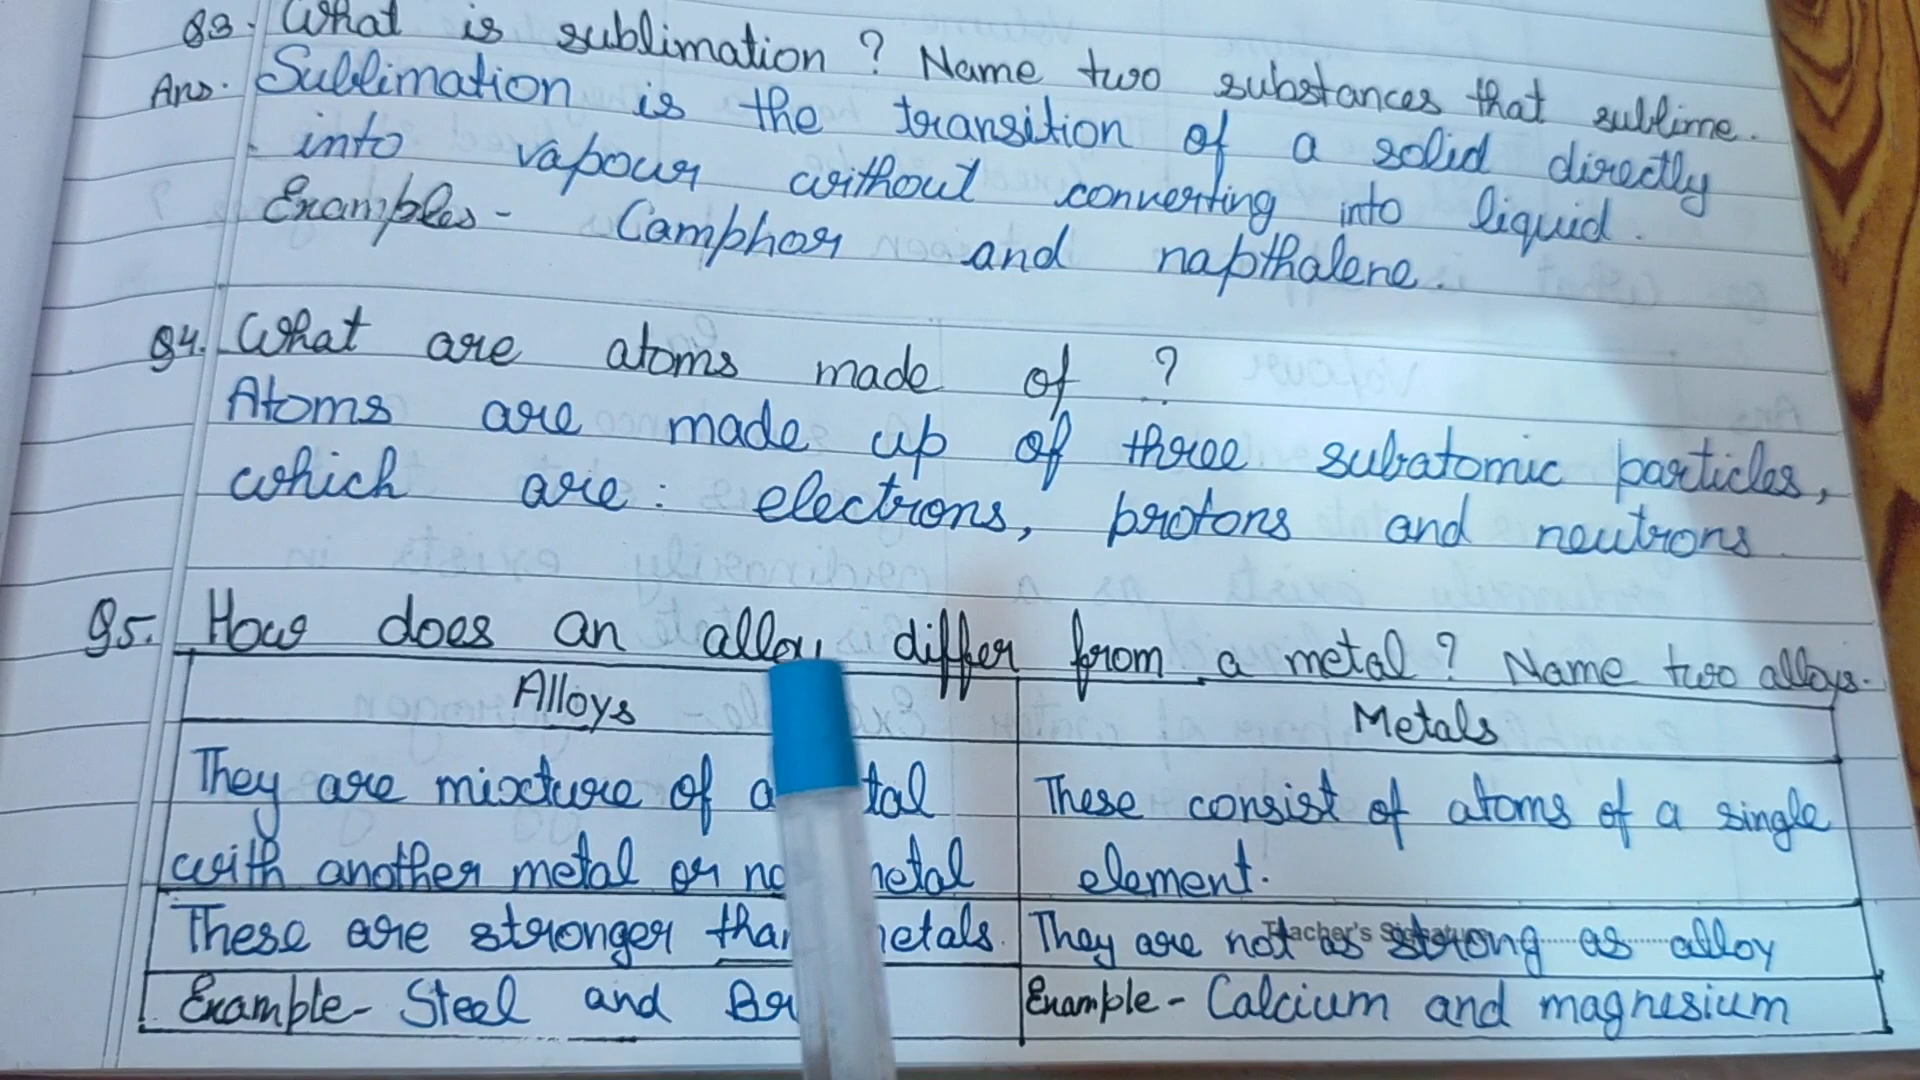 Q3. What is sublimation ? Name two substances that sublime.
Ans. Sublimation is the transition of a solid directly
into vapour without converting into liquid.
Examples - Camphor and napthalene.
Q4. What are atoms made of ?
Atoms are made up of three subatomic particles,
which are: electrons, protons and neutrons
Q5. How does an alloy differ from a metal? Name two alloys.
Alloys
Metals
They are mixture of a
with another metal or
These consist of atoms of a single
element.
These are stronger than
They are not as strong as alloy
Teacher's Signature
Example - Steel and
Example - Calcium and magnesium